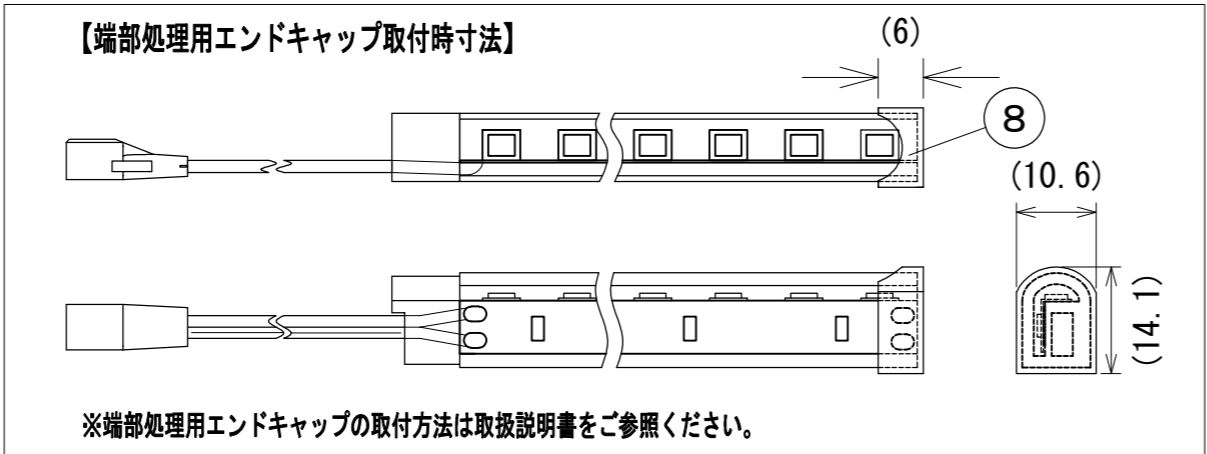 【端部処理用エンドキャップ取付時寸法】
(6)
8
(10.6)
(14.1)
※端部処理用エンドキャップの取付方法は取扱説明書をご参照ください。